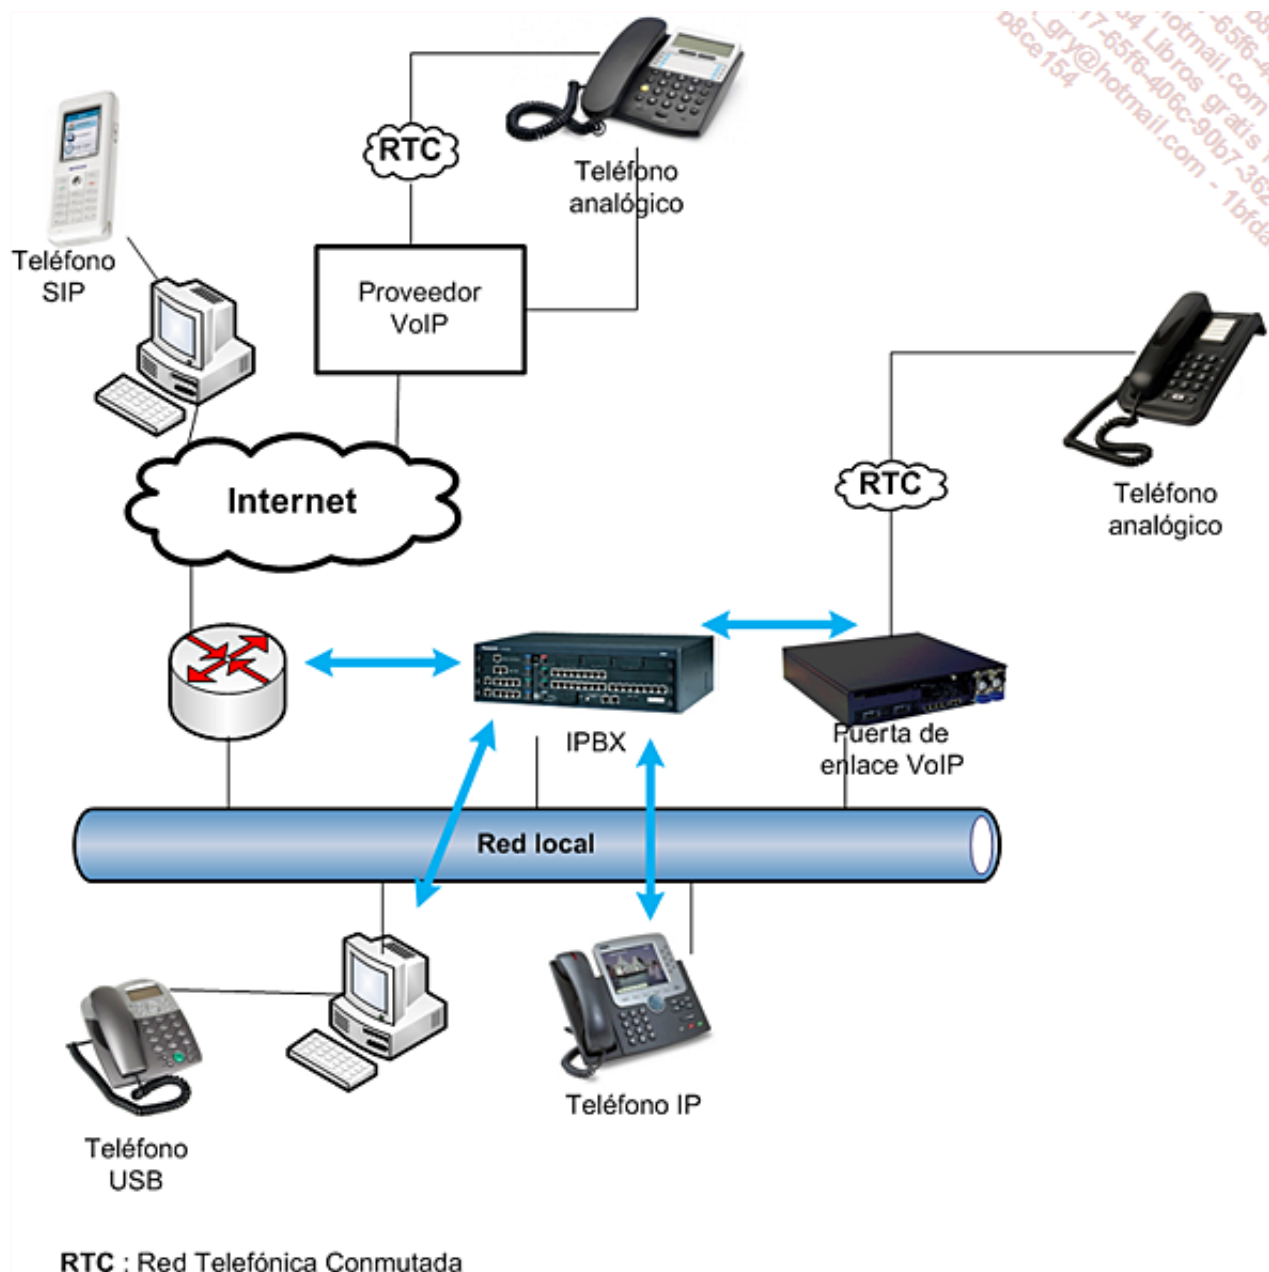 Teléfono
analógico
RTC
Teléfono
SIP
Proveedor
VoIP
Internet
RTC
Teléfono
analógico
IPBX
Puerta de
enlace VoIP
Red local
Teléfono IP
Teléfono
USB
RTC : Red Telefónica Conmutada